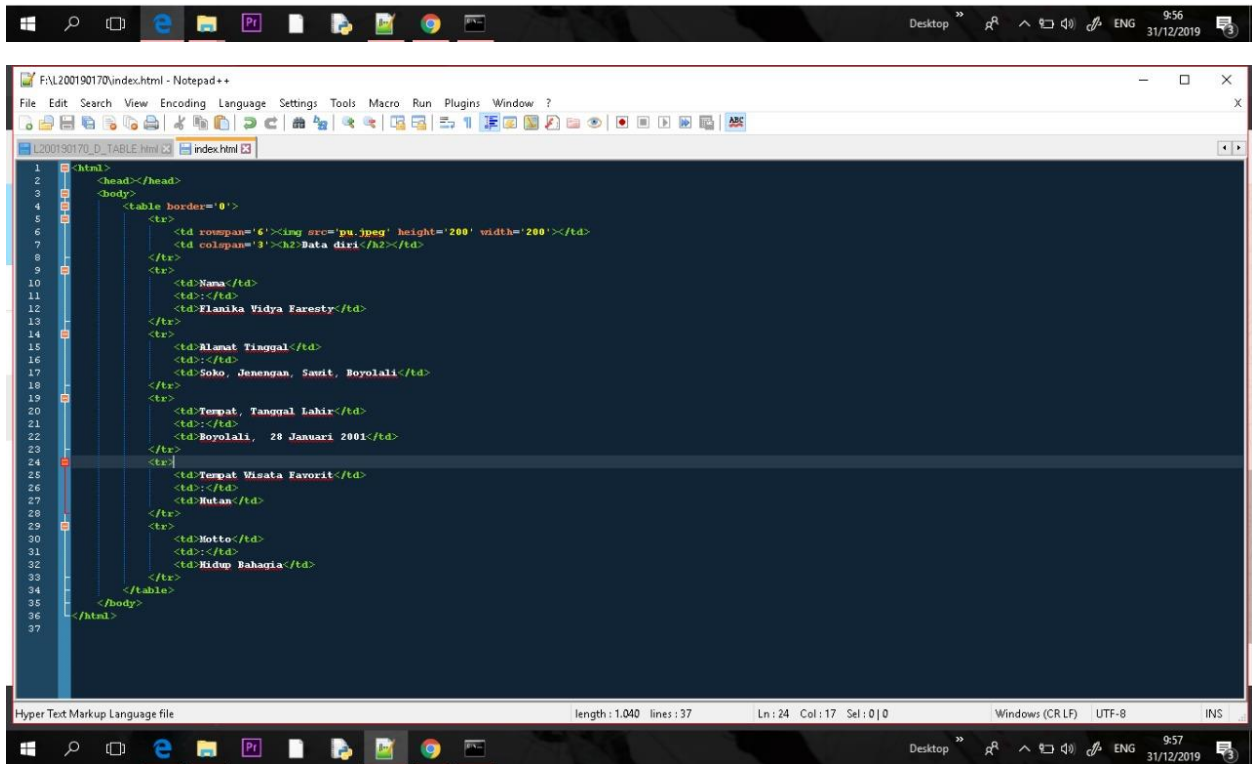 Desktop » ENG 9:56
31/12/2019 3
F:\L200190170\index.html - Notepad++
File Edit Search View Encoding Language Settings Tools Macro Run Plugins Window ? X
L200190170_D_TABLE.html index.html
1 <html>
2 <head></head>
3 <body>
4 <table border='0'>
5 <tr>
6 <td rowspan='6'><img src='pu.jpeg' height='200' width='200'></td>
7 <td colspan='3'><h2>Data diri</h2></td>
8 </tr>
9 <tr>
10 <td>Nama</td>
11 <td>:</td>
12 <td>Flanika Vidya Faresty</td>
13 </tr>
14 <tr>
15 <td>Alamat Tinggal</td>
16 <td>:</td>
17 <td>Soko, Jenengan, Sawit, Boyolali</td>
18 </tr>
19 <tr>
20 <td>Tempat, Tanggal Lahir</td>
21 <td>:</td>
22 <td>Boyolali,  28 Januari 2001</td>
23 </tr>
24 <tr>
25 <td>Tempat Wisata Favorit</td>
26 <td>:</td>
27 <td>Hutan</td>
28 </tr>
29 <tr>
30 <td>Motto</td>
31 <td>:</td>
32 <td>Hidup Bahagia</td>
33 </tr>
34 </table>
35 </body>
36 </html>
37
Hyper Text Markup Language file length : 1.040 lines : 37 Ln : 24 Col : 17 Sel : 0 | 0 Windows (CR LF) UTF-8 INS
Desktop » ENG 9:57
31/12/2019 3